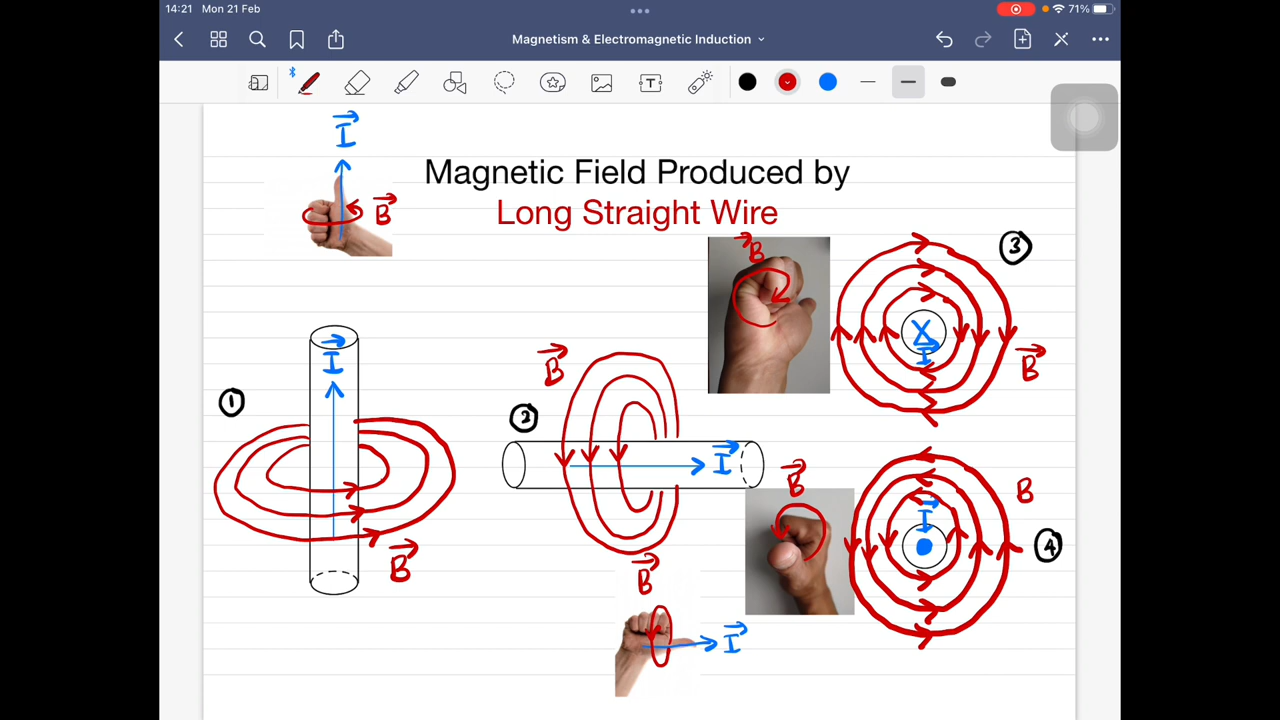 14:21 Mon 21 Feb
71%
Magnetism & Electromagnetic Induction
T
I
Magnetic Field Produced by
B
Long Straight Wire
B
3
I
X
I
B
B
1
2
I
B
B
I
4
B
B
I